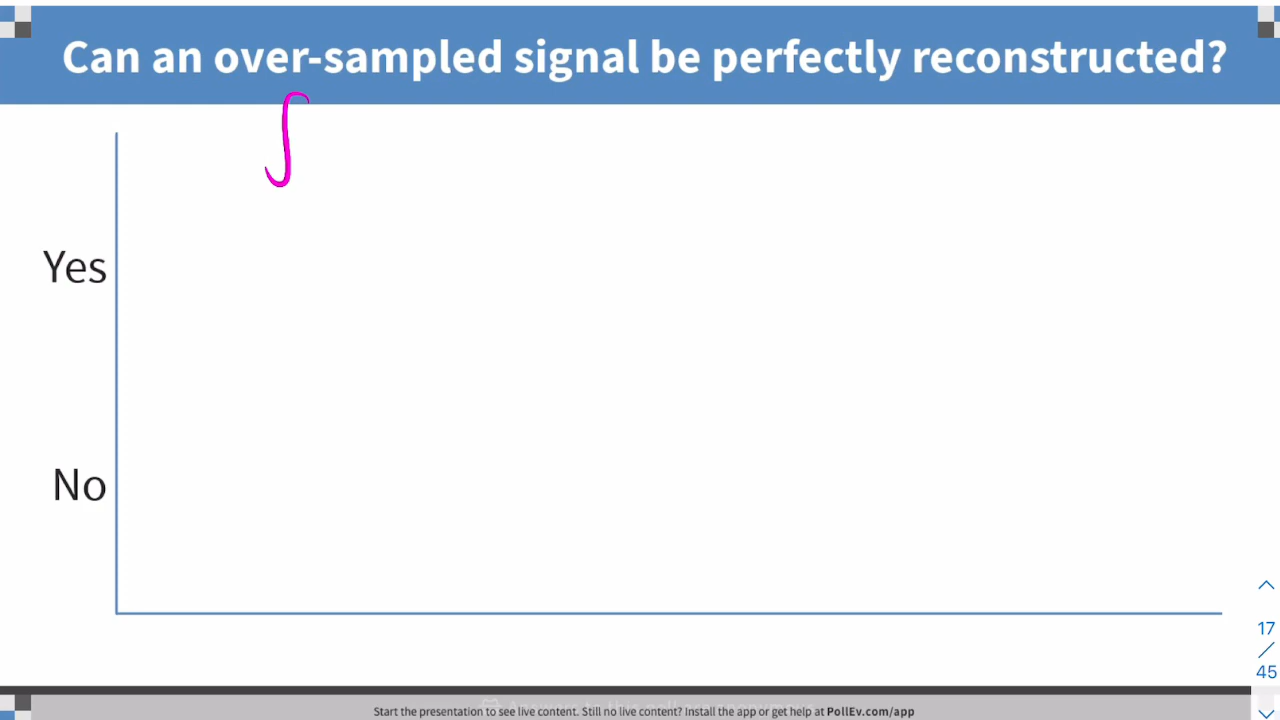 Can an over-sampled signal be perfectly reconstructed?
Yes
No
17
/
45
Start the presentation to see live content. Still no live content? Install the app or get help at PollEv.com/app